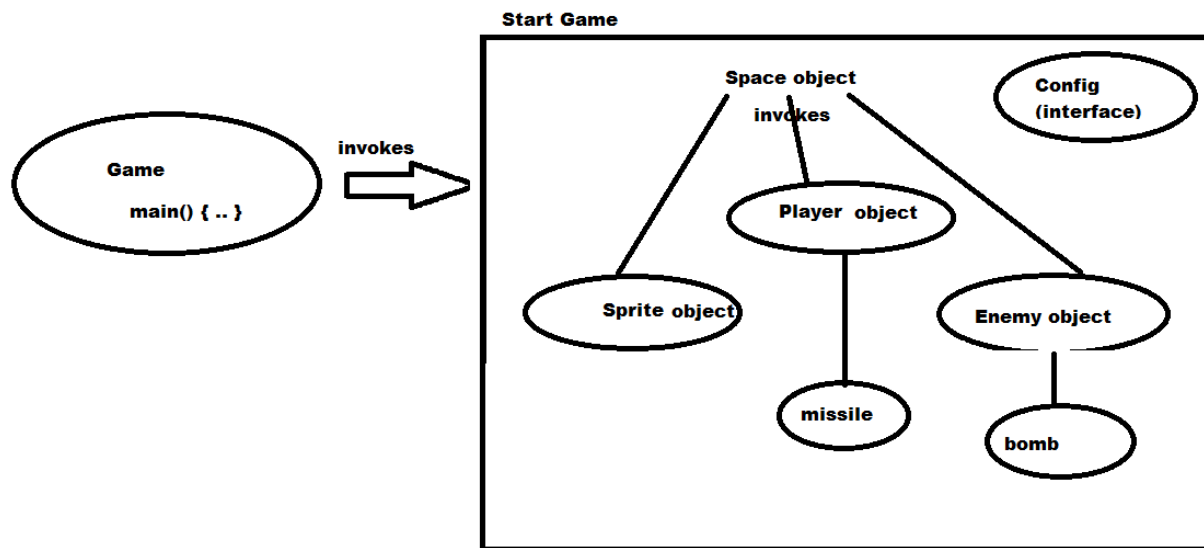 Start Game
Space object
invokes
Config
(interface)
invokes
Game
main() { .. }
Player object
Sprite object
Enemy object
missile
bomb